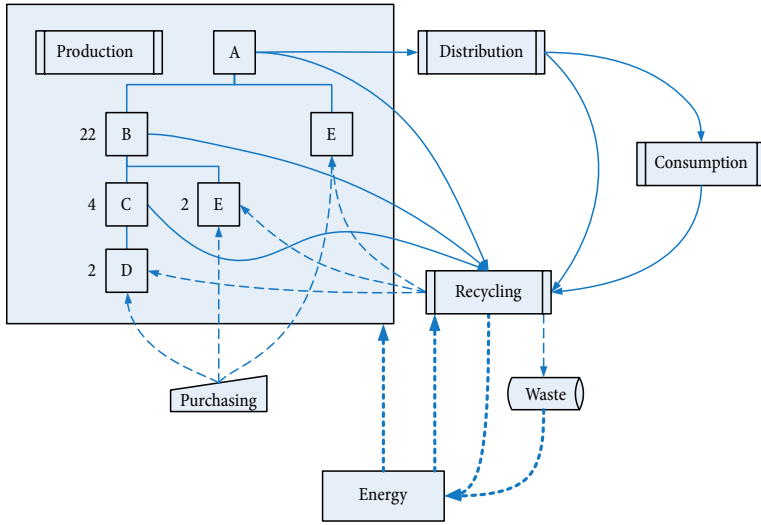 Production
A
Distribution
22
B
E
Consumption
4
C
2
E
2
D
Recycling
Purchasing
Waste
Energy